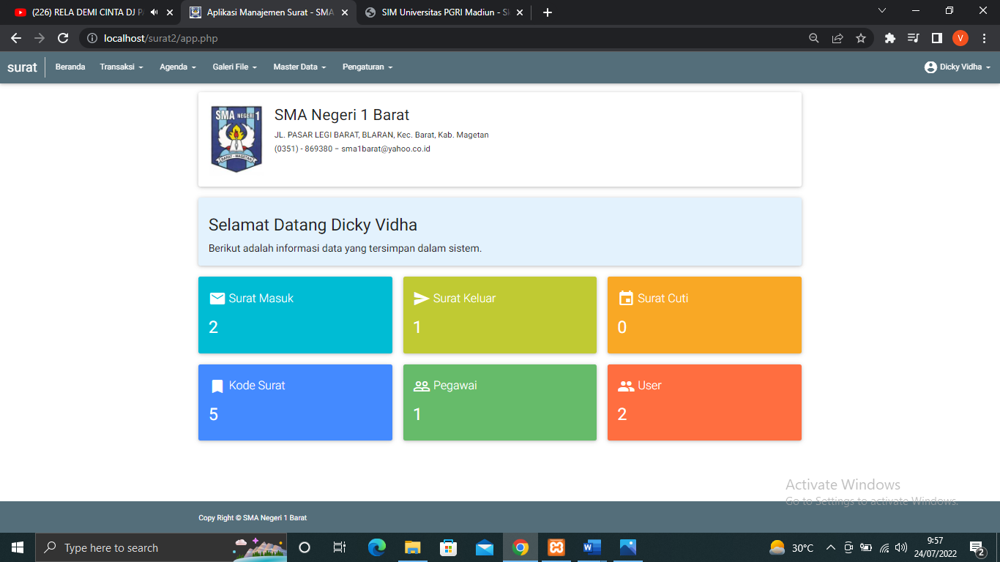 (226) RELA DEMI CINTA DJ PA
Aplikasi Manajemen Surat - SMA
SIM Universitas PGRI Madiun - Sk
localhost/surat2/app.php
V
surat
Beranda
Transaksi
Agenda
Galeri File
Master Data
Pengaturan
Dicky Vidha
SMA NEGERI 1
BARAT - MAGETAN
SMA Negeri 1 Barat
JL. PASAR LEGI BARAT, BLARAN, Kec. Barat, Kab. Magetan
(0351) - 869380 – sma1barat@yahoo.co.id
Selamat Datang Dicky Vidha
Berikut adalah informasi data yang tersimpan dalam sistem.
Surat Masuk
2
Surat Keluar
1
Surat Cuti
0
Kode Surat
5
Pegawai
1
User
2
Activate Windows
Go to Settings to activate Windows.
Copy Right © SMA Negeri 1 Barat
Type here to search
30°C
9:57
24/07/2022
2